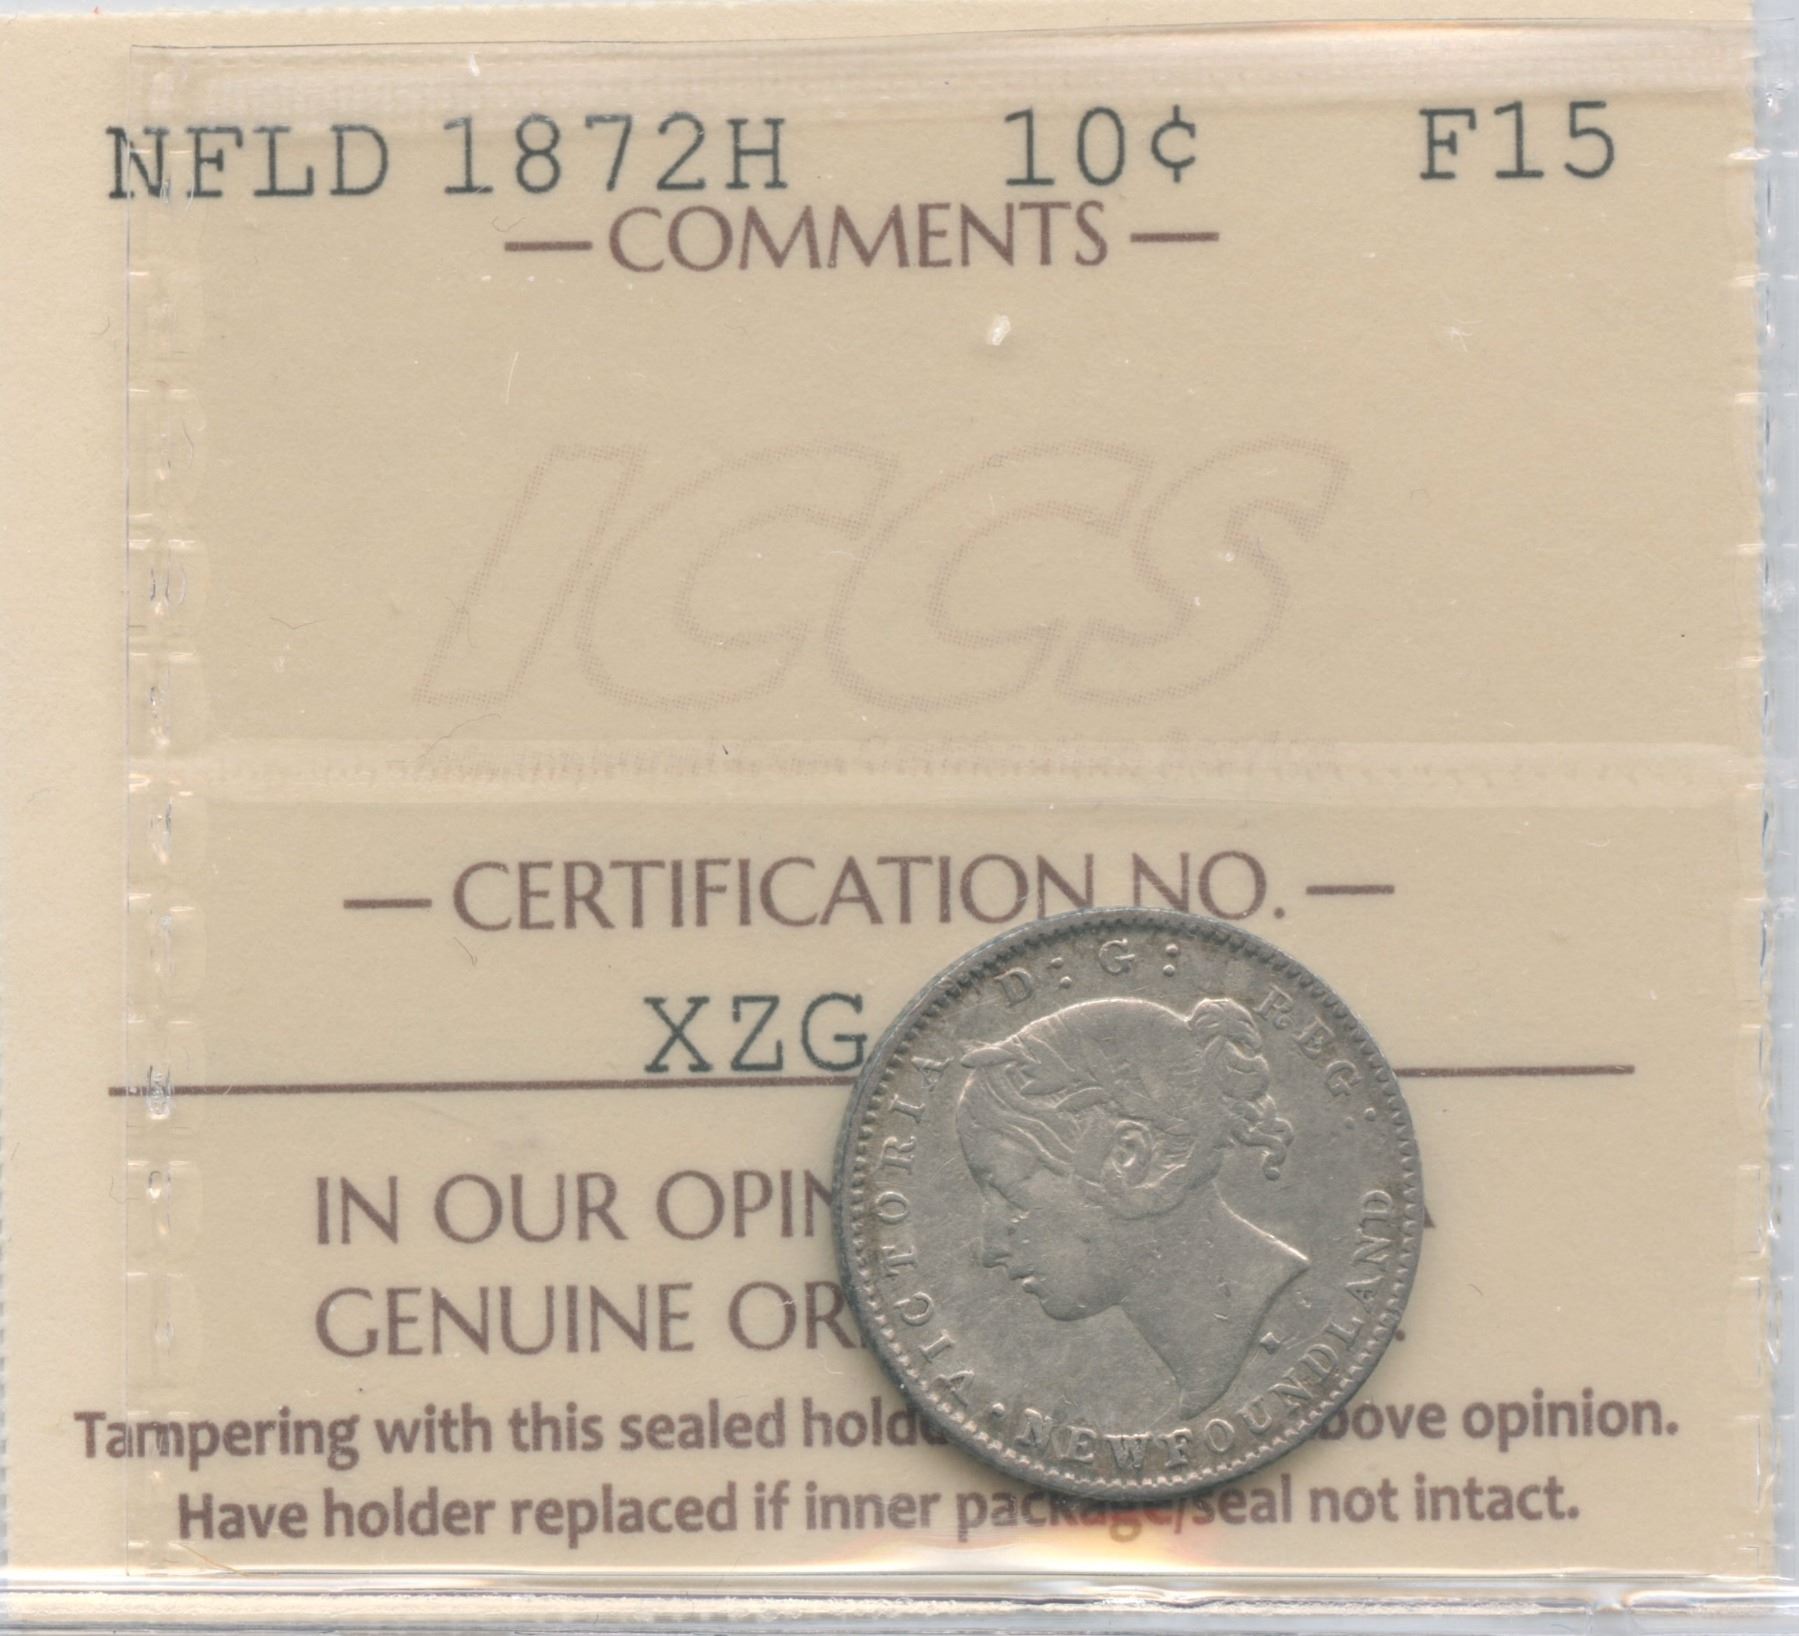 NFLD 1872H 10¢ F15
— COMMENTS —
ICCS
— CERTIFICATION NO. —
XZG
IN OUR OPIN
GENUINE OR
Tampering with this sealed hold bove opinion.
Have holder replaced if inner package/seal not intact.
VICTORIA D: G: REG.
NEWFOUNDLAND